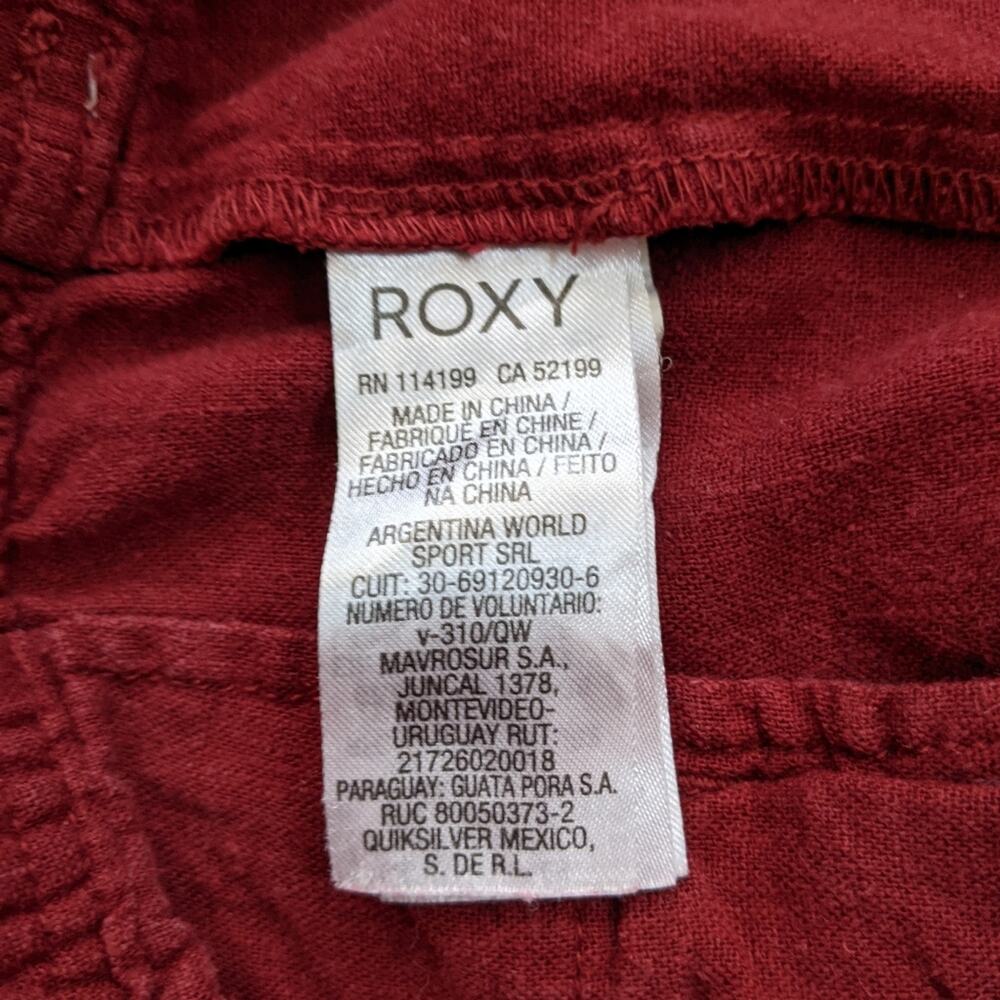 ROXY
RN 114199 CA 52199
MADE IN CHINA /
FABRIQUE EN CHINE /
FABRICADO EN CHINA /
HECHO EN CHINA / FEITO
NA CHINA
ARGENTINA WORLD
SPORT SRL
CUIT: 30-69120930-6
NUMERO DE VOLUNTARIO:
v-310/QW
MAVROSUR S.A.,
JUNCAL 1378,
MONTEVIDEO-
URUGUAY RUT:
21726020018
PARAGUAY: GUATA PORA S.A.
RUC 80050373-2
QUIKSILVER MEXICO,
S. DE R.L.